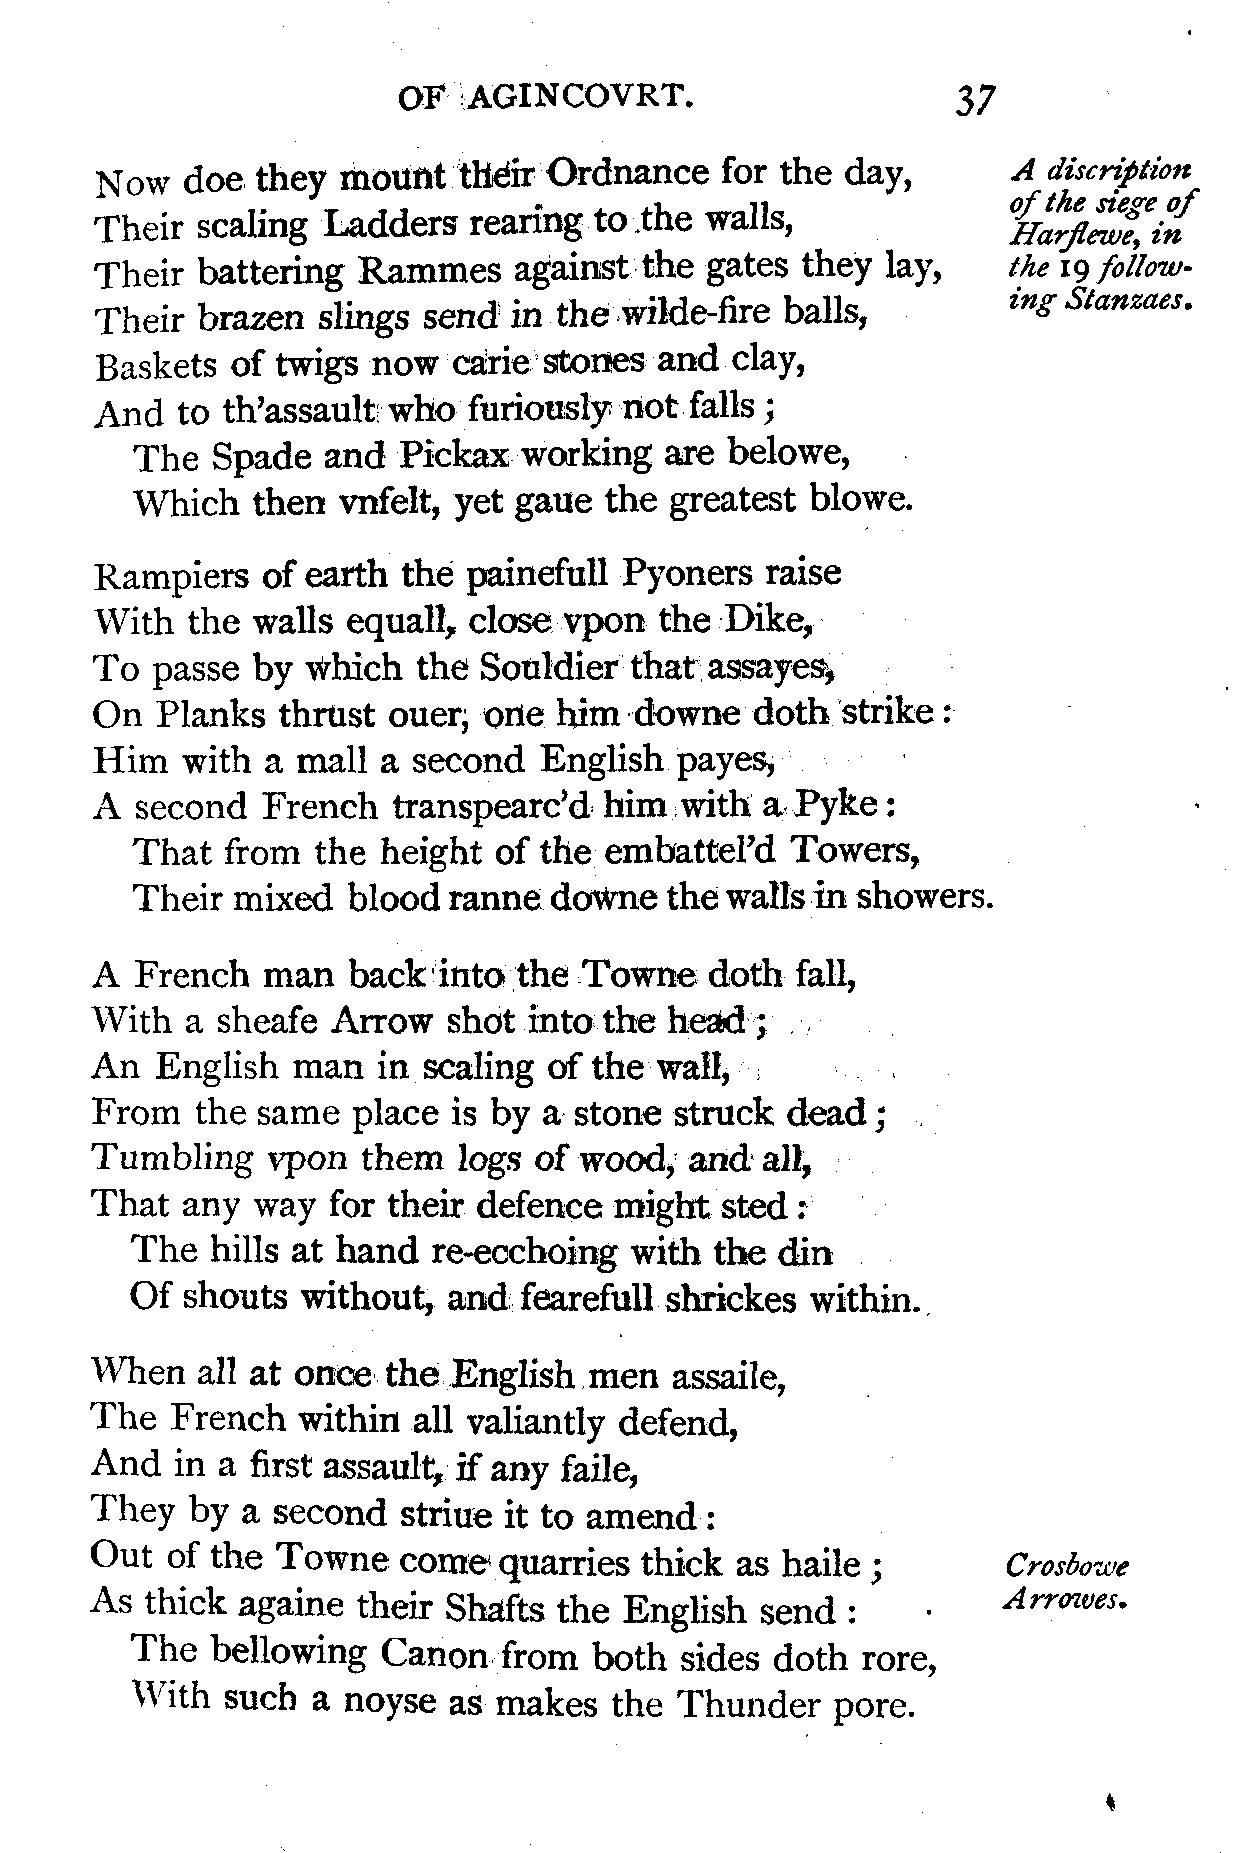 OF AGINCOVRT. 37
Now doe they mount their Ordnance for the day,
Their scaling Ladders rearing to the walls,
Their battering Rammes against the gates they lay,
Their brazen slings send in the wilde-fire balls,
Baskets of twigs now carie stones and clay,
And to th'assault who furiously not falls;
The Spade and Pickax working are belowe,
Which then vnfelt, yet gaue the greatest blowe.
A discription
of the siege of
Harflewe, in
the 19 follow-
ing Stanzaes.
Rampiers of earth the painefull Pyoners raise
With the walls equall, close vpon the Dike,
To passe by which the Souldier that assayes,
On Planks thrust ouer, one him downe doth strike:
Him with a mall a second English payes,
A second French transpearc'd him with a Pyke:
That from the height of the embattel'd Towers,
Their mixed blood ranne downe the walls in showers.
A French man back into the Towne doth fall,
With a sheafe Arrow shot into the head;
An English man in scaling of the wall,
From the same place is by a stone struck dead;
Tumbling vpon them logs of wood, and all,
That any way for their defence might sted:
The hills at hand re-ecchoing with the din
Of shouts without, and fearefull shrickes within.
When all at once the English men assaile,
The French within all valiantly defend,
And in a first assault, if any faile,
They by a second striue it to amend:
Out of the Towne come quarries thick as haile;
As thick againe their Shafts the English send:
The bellowing Canon from both sides doth rore,
With such a noyse as makes the Thunder pore.
Crosbowe
Arrowes.